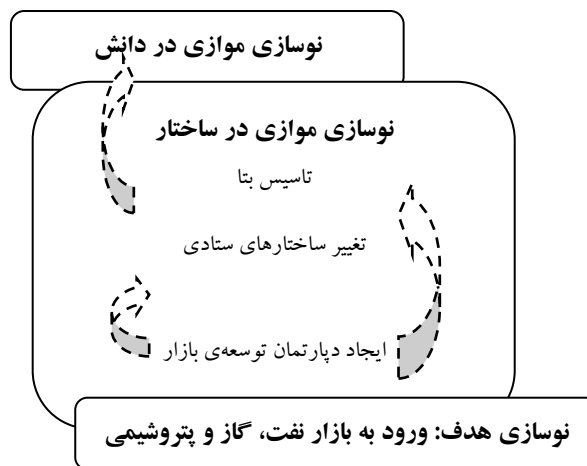 نوسازی موازی در دانش
نوسازی موازی در ساختار
تاسیس بتا
تغییر ساختارهای ستادی
ایجاد دپارتمان توسعه‌ی بازار
نوسازی هدف: ورود به بازار نفت، گاز و پتروشیمی